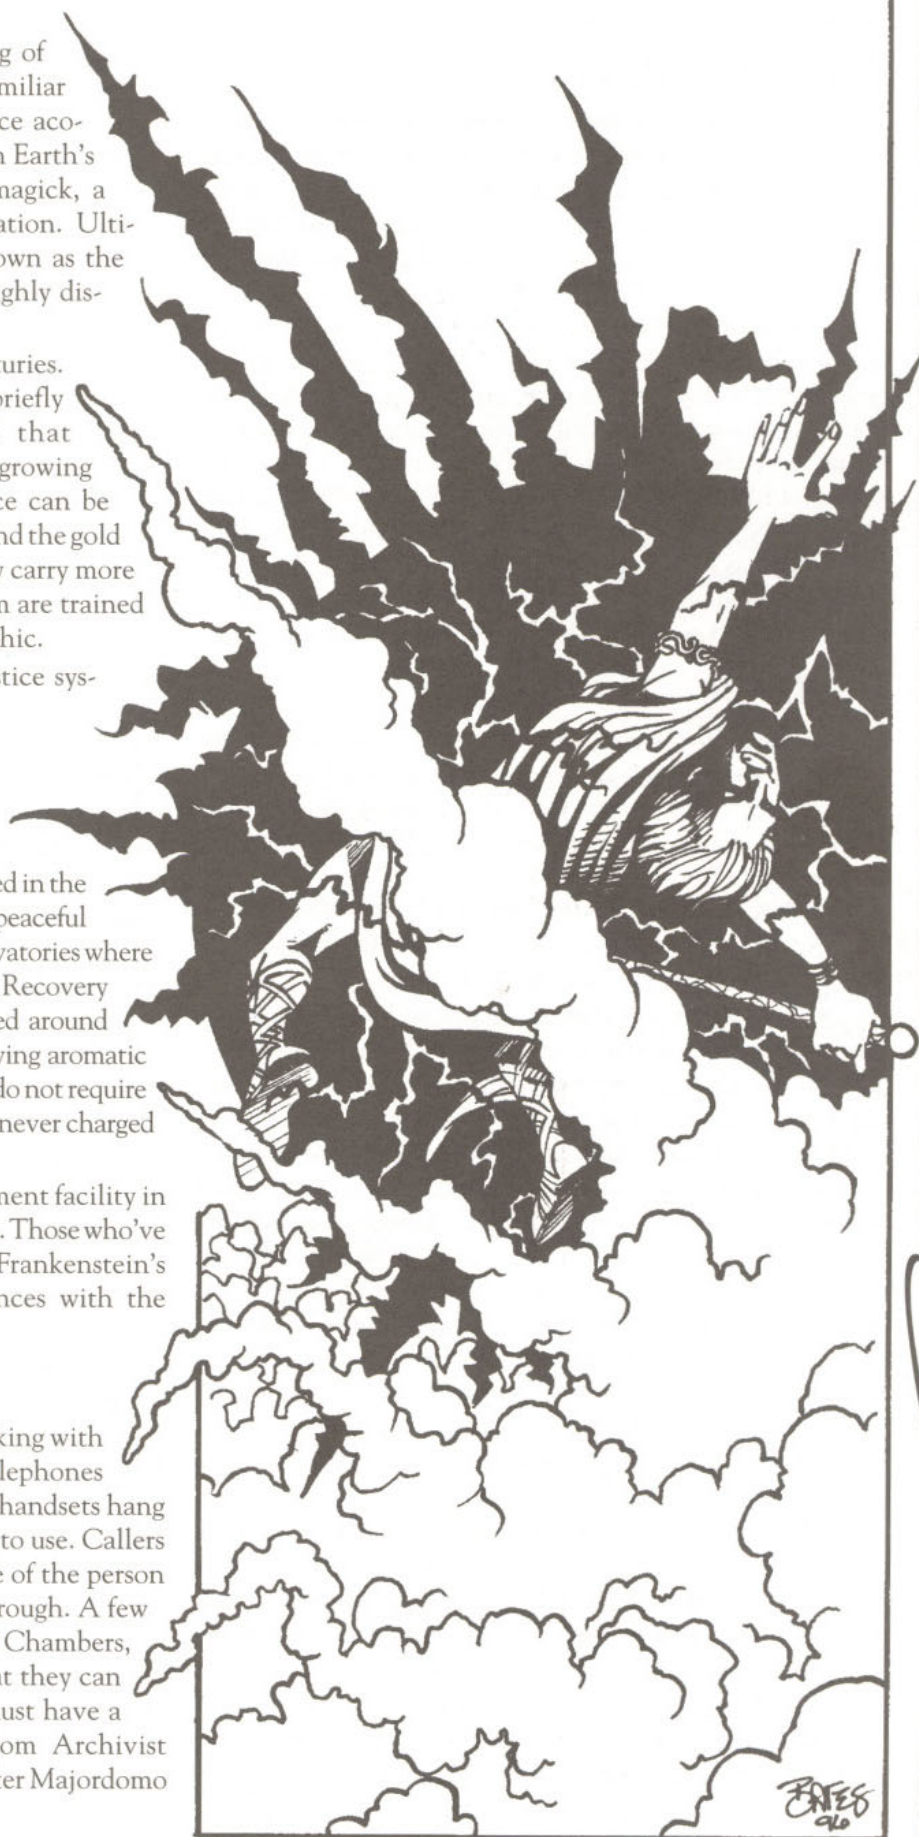 g of
miliar
ce aco-
n Earth's
magick, a
ation. Ulti-
own as the
ghly dis-
turies.
briefly
that
growing
ce can be
nd the gold
y carry more
n are trained
hic.
stice sys-
ed in the
peaceful
vatories where
Recovery
ed around
ving aromatic
do not require
never charged
ment facility in
. Those who've
Frankenstein's
nces with the
king with
lephones
handsets hang
to use. Callers
e of the person
rough. A few
Chambers,
at they can
ust have a
om Archivist
ter Majordomo
BATES
96